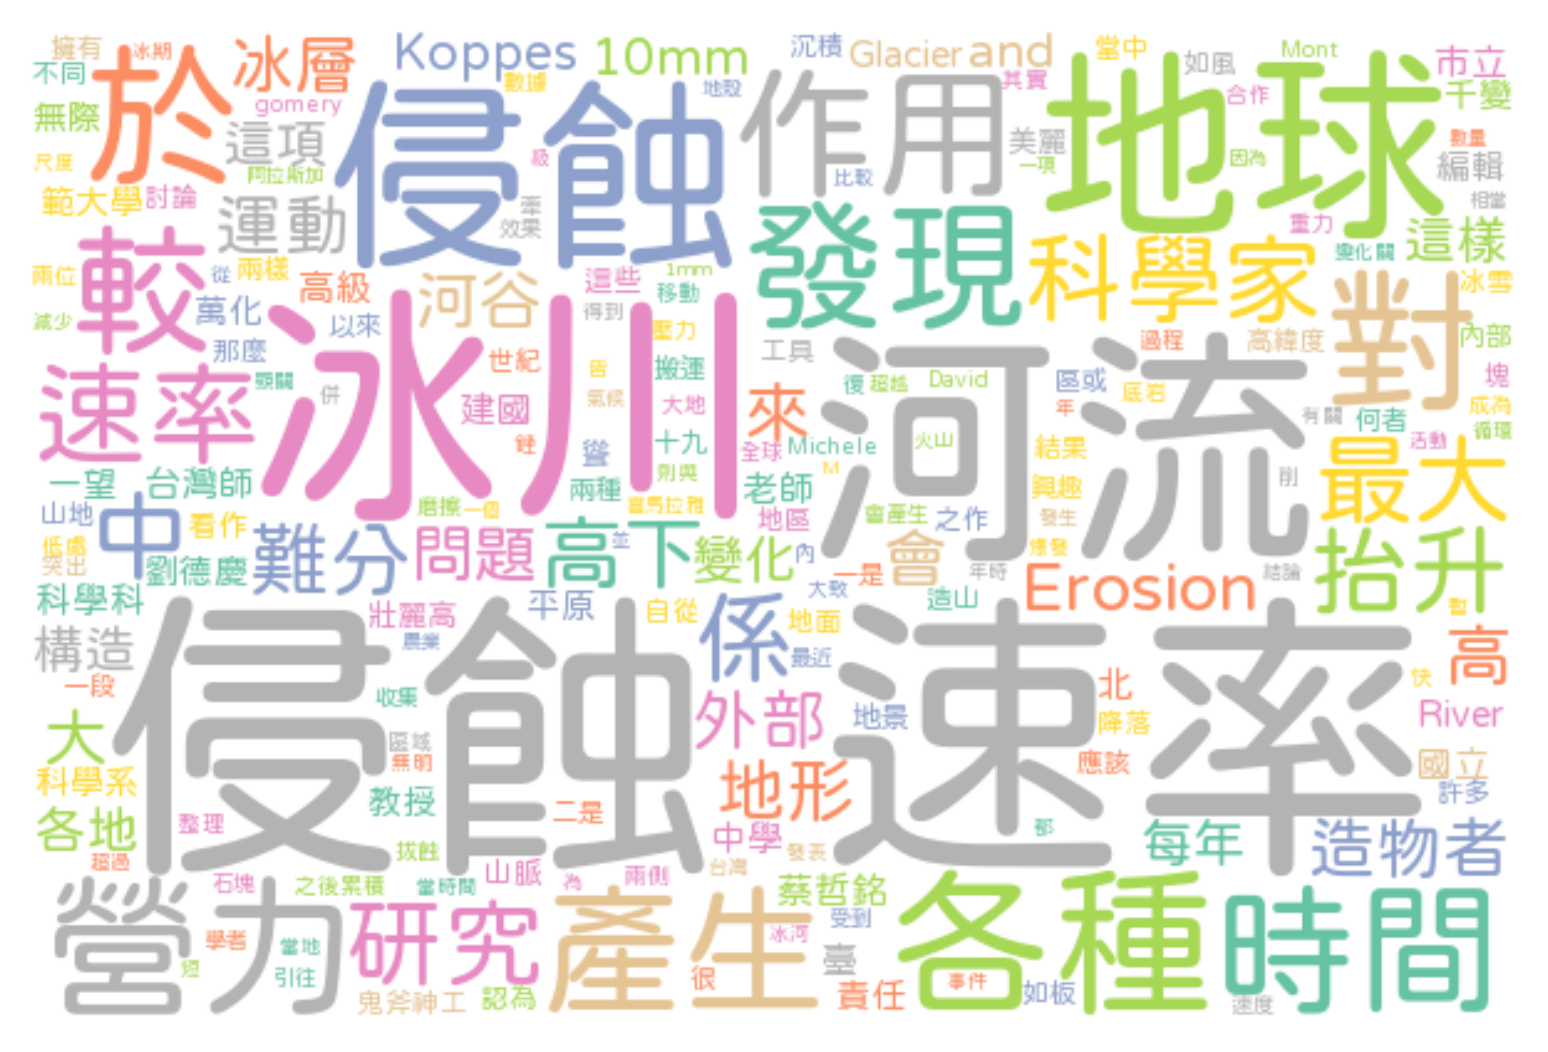 擁有
冰期
於
冰層
Koppes
10mm
沉積
Glacier
and
當中
如風
Mont
市立
不同
gomery
數據
地殼
其實
合作
千變
無際
這項
侵蝕
作用
美麗
地球
數量
尺度
阿拉斯加
級
比較
一項
因為
編輯
範大學
討論
運動
牽
效果
發現
重力
相當
較
科學家
變化關
這樣
兩位
從
兩樣
高級
河谷
這些
1mm
移動
對
冰雪
減少
萬化
以來
得到
壓力
那麼
工具
過程
高緯度
內部
速率
顯關
冰川
世紀
皆
搬運
河流
復
超越
David
區或
底岩
塊
併
建國
氣候
大地
來
年
有關
何者
成為
循環
鋒
聳
十九
全球
Michele
火山
結果
最大
活動
一望
台灣師
兩種
則與
M
老師
興趣
削
山地
中
看作
磨擦
一個
喜馬拉雅
地區
會產生
之作
發生
低處
突出
劉德慶
難分
問題
高下
並
變化
內
一是
會
年時
爆發
結論
抬升
科學科
壯麗高
平原
自從
大致
造山
Erosion
暫
構造
農業
係
地面
最近
高
一段
侵蝕
速率
收集
外部
地景
北
降落
快
River
大
區域
無明
應該
國立
科學系
教授
二是
地形
許多
各地
整理
中學
鄒
每年
造物者
超過
拔蝕
山脈
台灣
發表
石塊
之後累積
當時間
為
兩側
蔡哲銘
營力
研究
產生
各種
時間
學者
當地
受到
冰河
短
引往
很
臺
事件
鬼斧神工
認為
責任
如板
速度